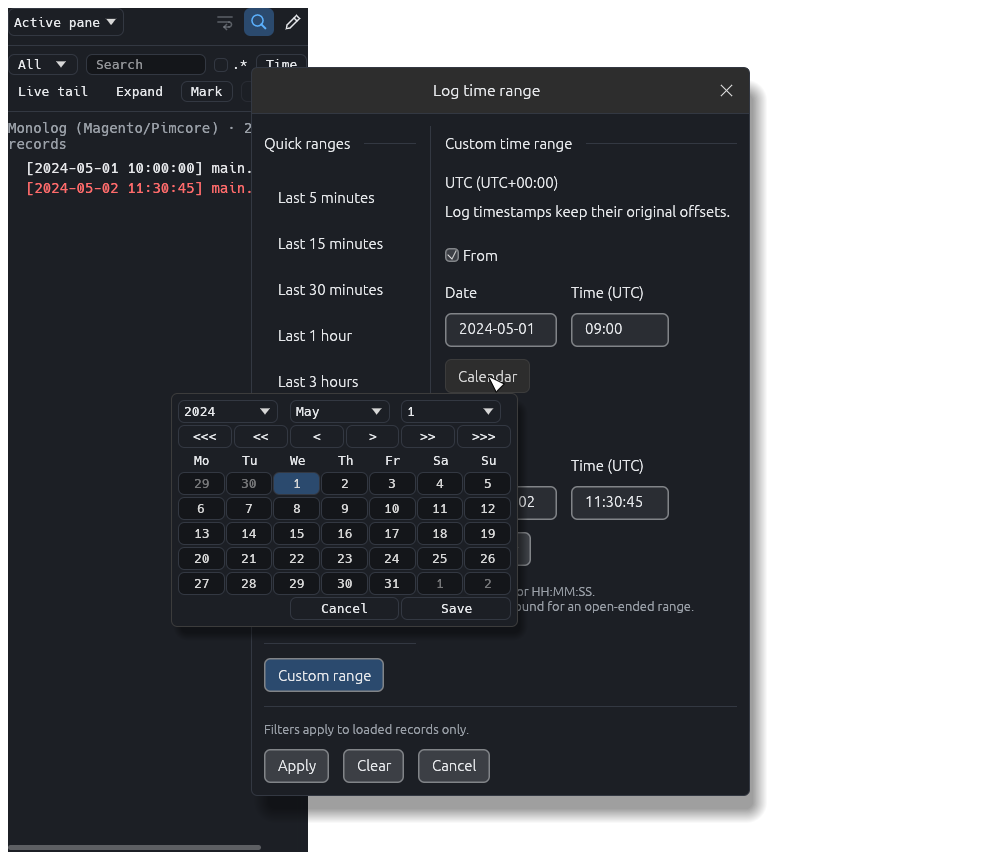 Active pane
All Search .* Time
Live tail Expand Mark
Monolog (Magento/Pimcore) · 2
records
[2024-05-01 10:00:00] main.
[2024-05-02 11:30:45] main.
Log time range
Quick ranges
Last 5 minutes
Last 15 minutes
Last 30 minutes
Last 1 hour
Last 3 hours
Custom time range
UTC (UTC+00:00)
Log timestamps keep their original offsets.
From
Date Time (UTC)
2024-05-01 09:00
Calendar
Time (UTC)
02 11:30:45
or HH:MM:SS.
for an open-ended range.
2024 May 1
<<< << < > >> >>>
Mo Tu We Th Fr Sa Su
29 30 1 2 3 4 5
6 7 8 9 10 11 12
13 14 15 16 17 18 19
20 21 22 23 24 25 26
27 28 29 30 31 1 2
Cancel Save
Custom range
Filters apply to loaded records only.
Apply Clear Cancel